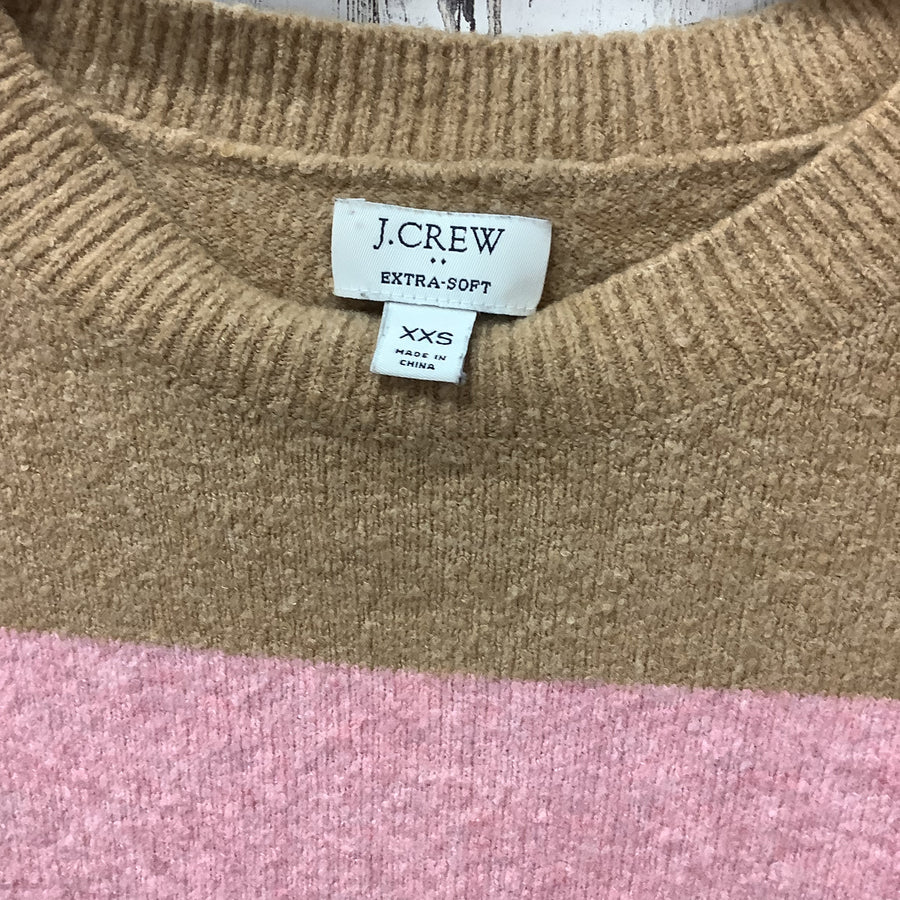 J.CREW
••
EXTRA-SOFT
XXS
MADE IN
CHINA